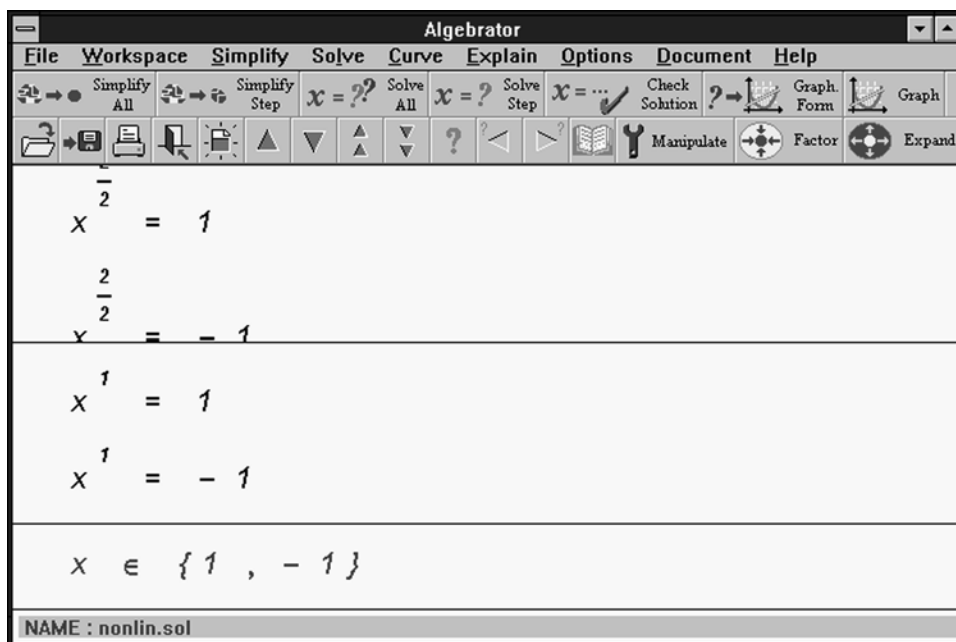 Algebrator
File Workspace Simplify Solve Curve Explain Options Document Help
Simplify All Simplify Step x = ?? Solve All x = ? Solve Step x = ... Check Solution ? Graph. Form Graph
? ? ? Manipulate Factor Expand
x^(2/2) = 1
x^(2/2) = - 1
x^1 = 1
x^1 = - 1
x ∈ { 1 , - 1 }
NAME : nonlin.sol